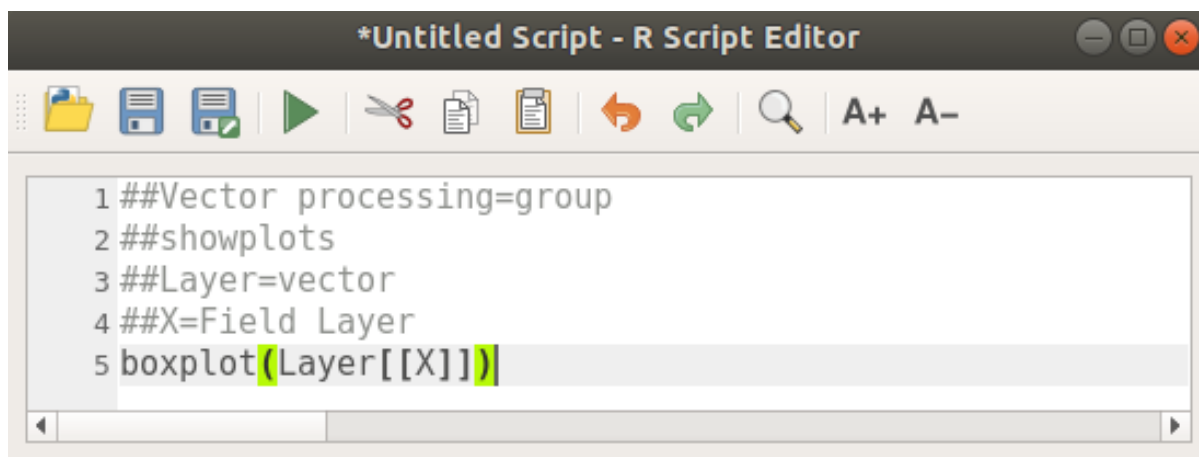 *Untitled Script - R Script Editor
A+ A-
1 ##Vector processing=group
2 ##showplots
3 ##Layer=vector
4 ##X=Field Layer
5 boxplot(Layer[[X]])